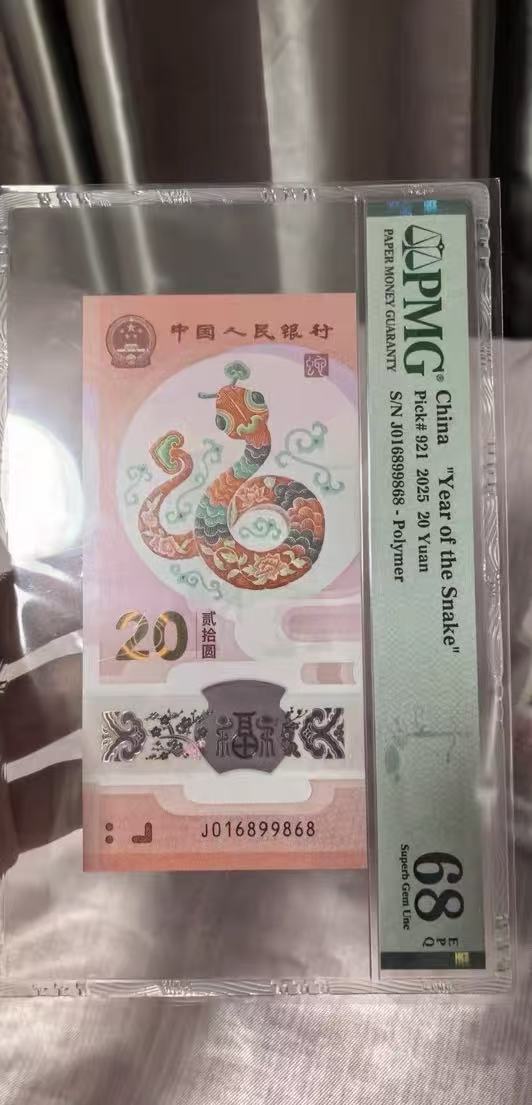 中国人民银行
20
贰拾圆
福
J016899868
PMG®
PAPER MONEY GUARANTY
China "Year of the Snake"
Pick# 921 2025 20 Yuan
S/N J016899868 - Polymer
68
EPQ
Superb Gem Unc